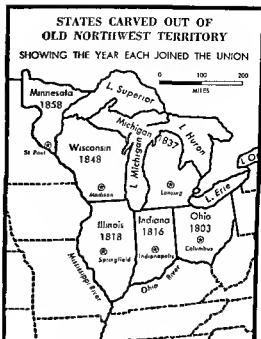 STATES CARVED OUT OF
OLD NORTHWEST TERRITORY
SHOWING THE YEAR EACH JOINED THE UNION
0 100 200
MILES
Minnesota
1858
L. Superior
St Paul
Michigan
1837
L. Huron
Wisconsin
1848
L. Michigan
Madison
Lansing
L. Erie
L O
Illinois
1818
Indiana
1816
Ohio
1803
Springfield
Indianapolis
Columbus
Mississippi River
Ohio River